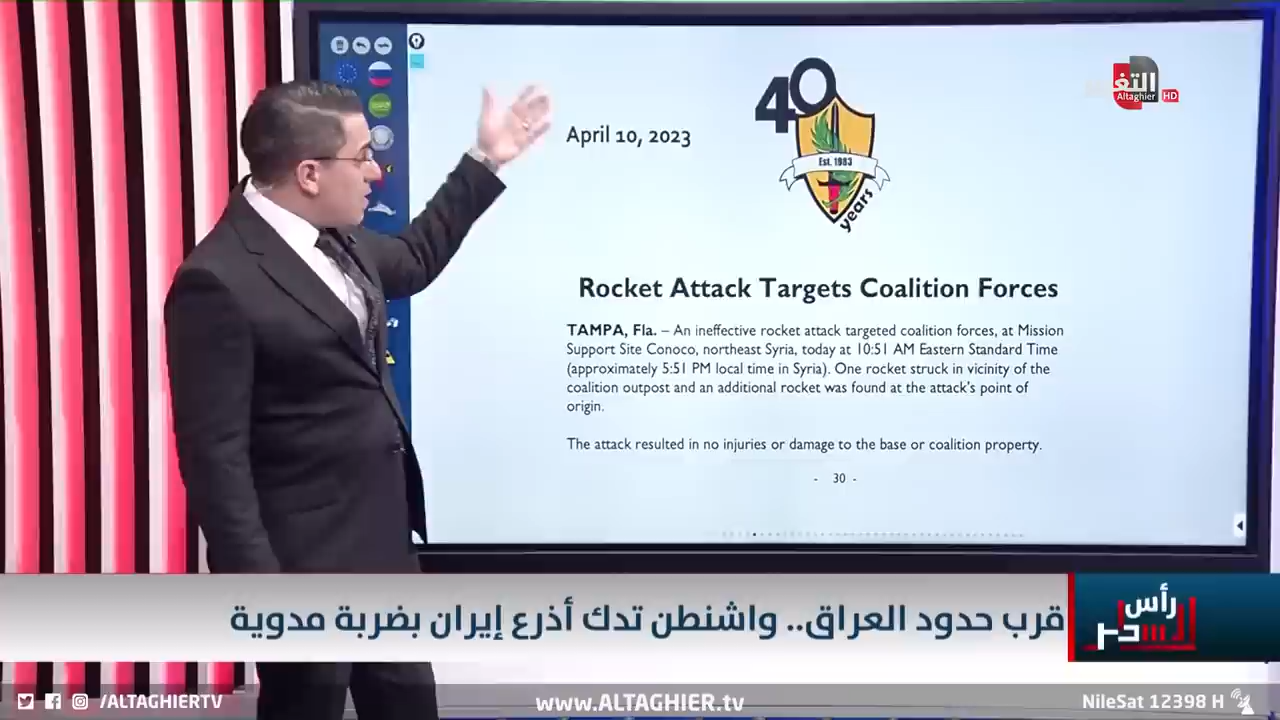 التغيير
Altaghier HD
40
Est. 1983
years
April 10, 2023
Rocket Attack Targets Coalition Forces
TAMPA, Fla. – An ineffective rocket attack targeted coalition forces, at Mission
Support Site Conoco, northeast Syria, today at 10:51 AM Eastern Standard Time
(approximately 5:51 PM local time in Syria). One rocket struck in vicinity of the
coalition outpost and an additional rocket was found at the attack's point of
origin.
The attack resulted in no injuries or damage to the base or coalition property.
- 30 -
رأس
السطر
قرب حدود العراق.. واشنطن تدك أذرع إيران بضربة مدوية
/ALTAGHIERTV
www.ALTAGHIER.tv
NileSat 12398 H